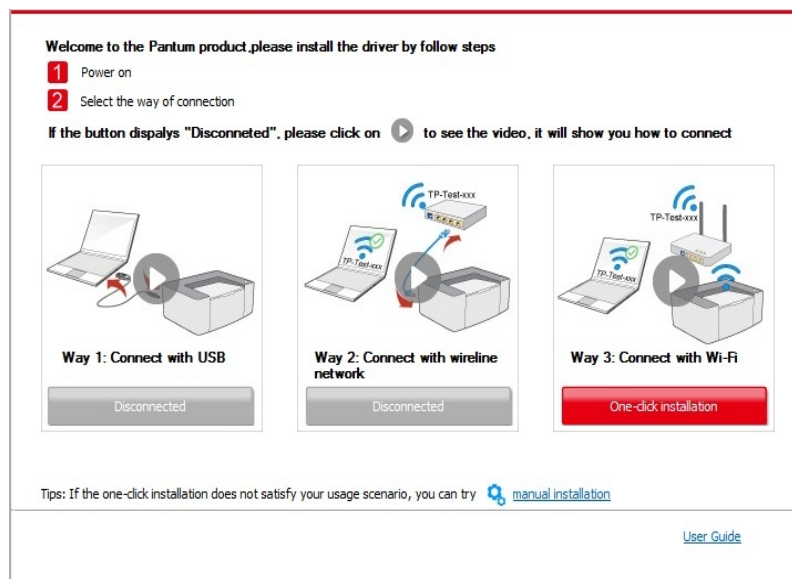 Welcome to the Pantum product,please install the driver by follow steps
1 Power on
2 Select the way of connection
If the button dispalys "Disconneted", please click on to see the video, it will show you how to connect
TP-Test-xxx
TP-Test-xxx
TP-Test-xxx
TP-Test-xxx
Way 1: Connect with USB
Way 2: Connect with wireline
network
Way 3: Connect with Wi-Fi
Disconnected
Disconnected
One-click installation
Tips: If the one-click installation does not satisfy your usage scenario, you can try manual installation
User Guide